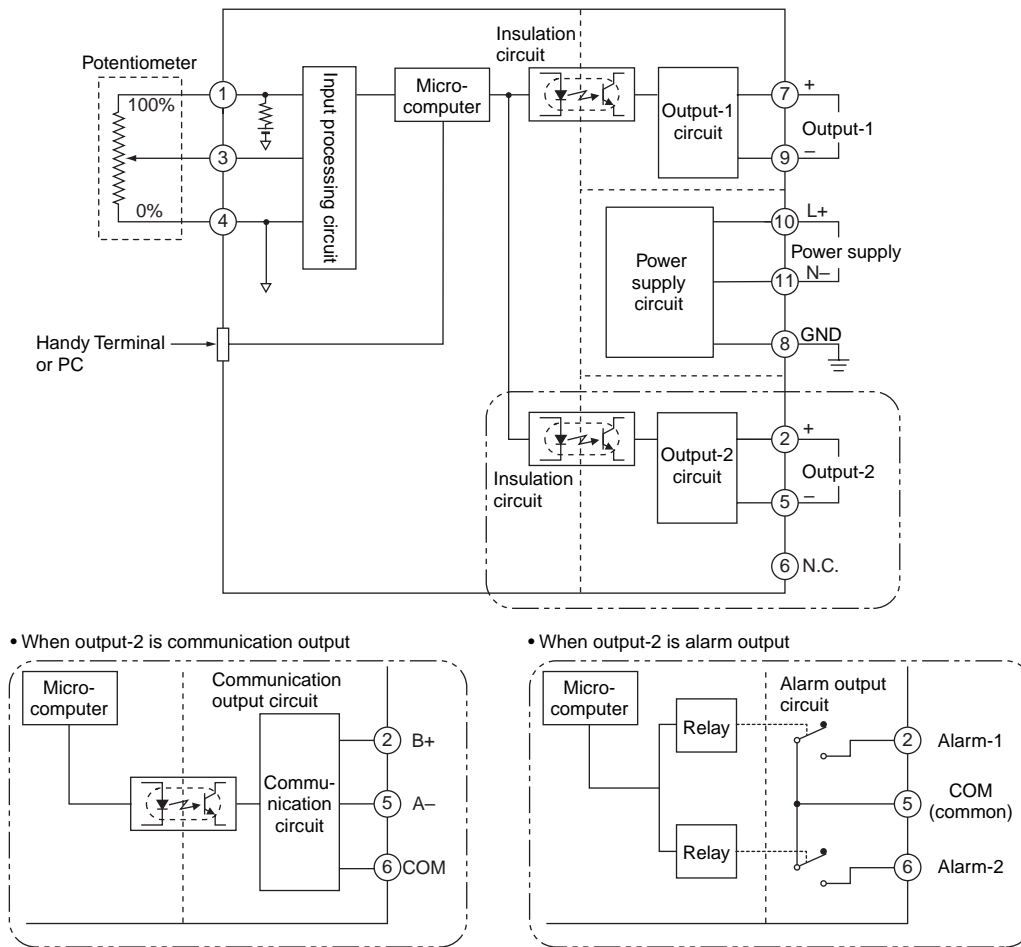 Potentiometer
100%
0%
1
3
4
Input processing circuit
Micro-
computer
Insulation
circuit
Output-1
circuit
7
+
Output-1
–
9
Power
supply
circuit
10
L+
Power supply
N–
11
8
GND
Handy Terminal
or PC
Insulation
circuit
Output-2
circuit
2
+
Output-2
–
5
6
N.C.
• When output-2 is communication output
Micro-
computer
Communication
output circuit
Commu-
nication
circuit
2
B+
5
A–
6
COM
• When output-2 is alarm output
Micro-
computer
Relay
Relay
Alarm output
circuit
2
Alarm-1
5
COM
(common)
6
Alarm-2